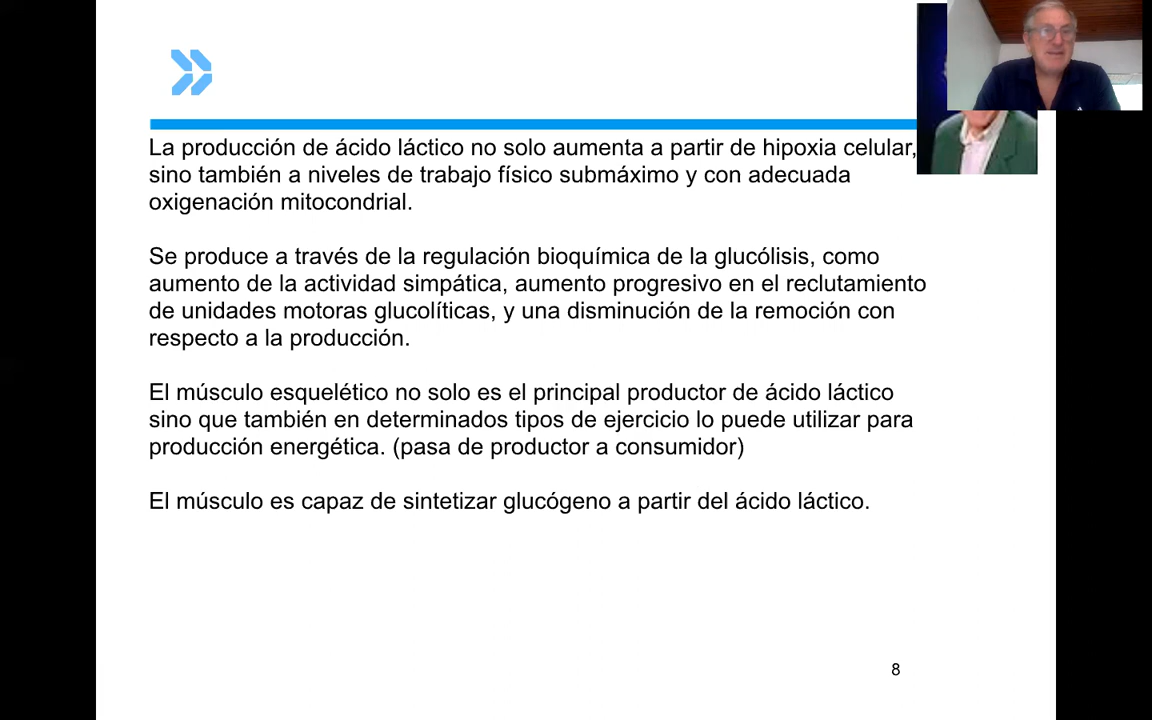 La producción de ácido láctico no solo aumenta a partir de hipoxia celular,
sino también a niveles de trabajo físico submáximo y con adecuada
oxigenación mitocondrial.
Se produce a través de la regulación bioquímica de la glucólisis, como
aumento de la actividad simpática, aumento progresivo en el reclutamiento
de unidades motoras glucolíticas, y una disminución de la remoción con
respecto a la producción.
El músculo esquelético no solo es el principal productor de ácido láctico
sino que también en determinados tipos de ejercicio lo puede utilizar para
producción energética. (pasa de productor a consumidor)
El músculo es capaz de sintetizar glucógeno a partir del ácido láctico.
8